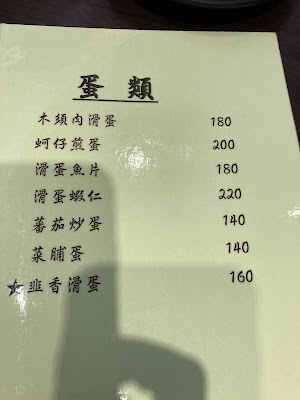 蛋類
木須肉滑蛋 180
蚵仔煎蛋 200
滑蛋魚片 180
滑蛋蝦仁 220
蕃茄炒蛋 140
菜脯蛋 140
☆韭香滑蛋 160